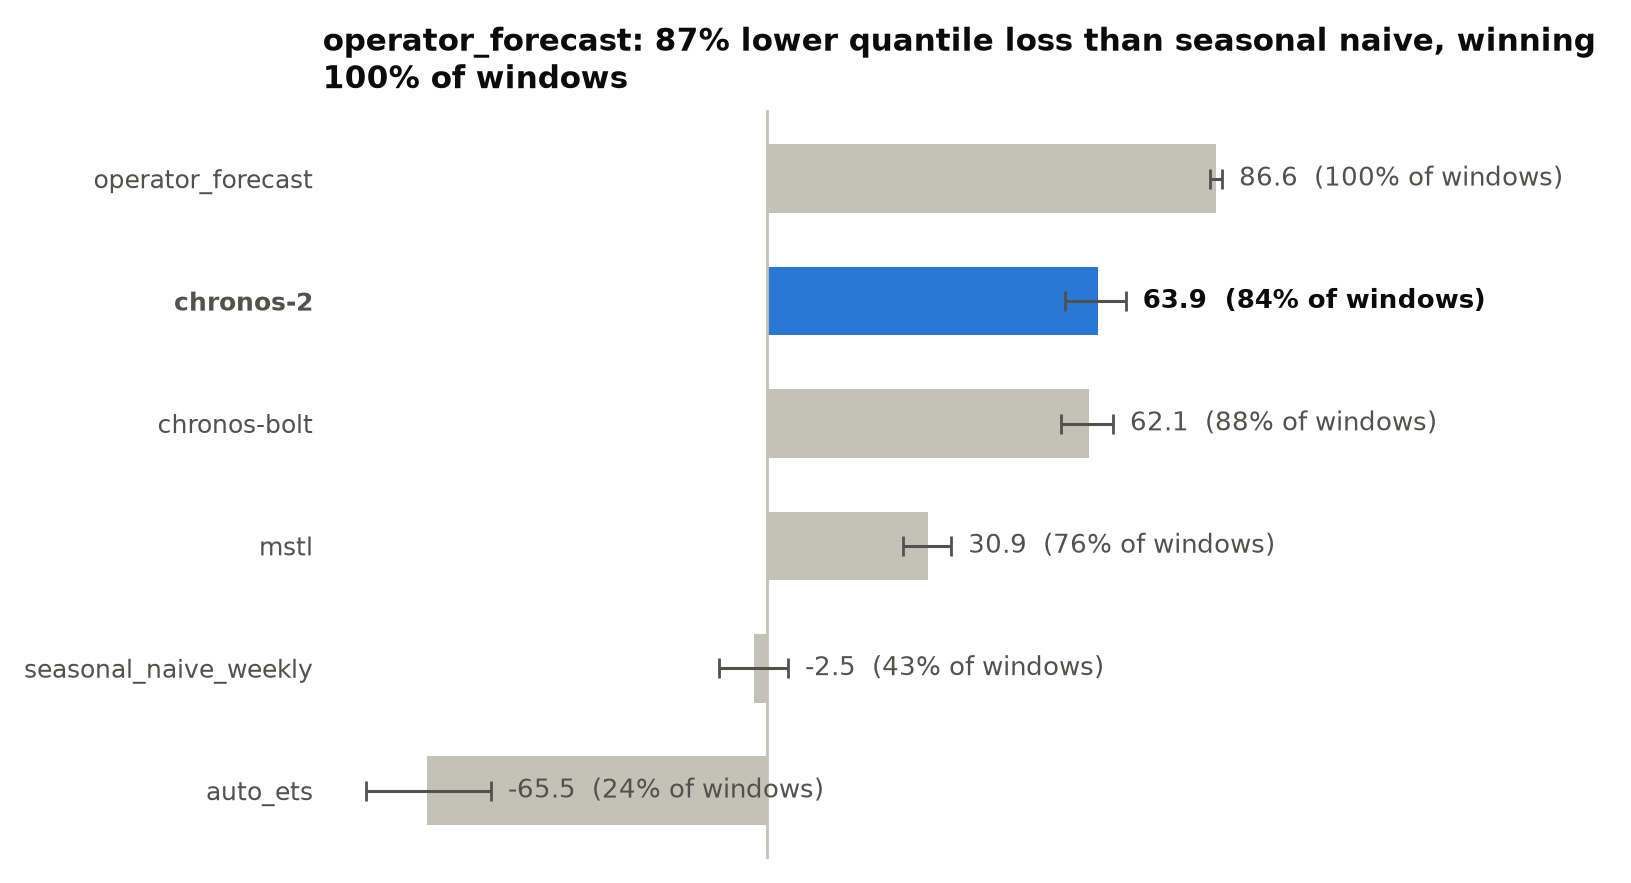 operator_forecast: 87% lower quantile loss than seasonal naive, winning
100% of windows
operator_forecast 86.6 (100% of windows)
chronos-2 63.9 (84% of windows)
chronos-bolt 62.1 (88% of windows)
mstl 30.9 (76% of windows)
seasonal_naive_weekly -2.5 (43% of windows)
auto_ets -65.5 (24% of windows)